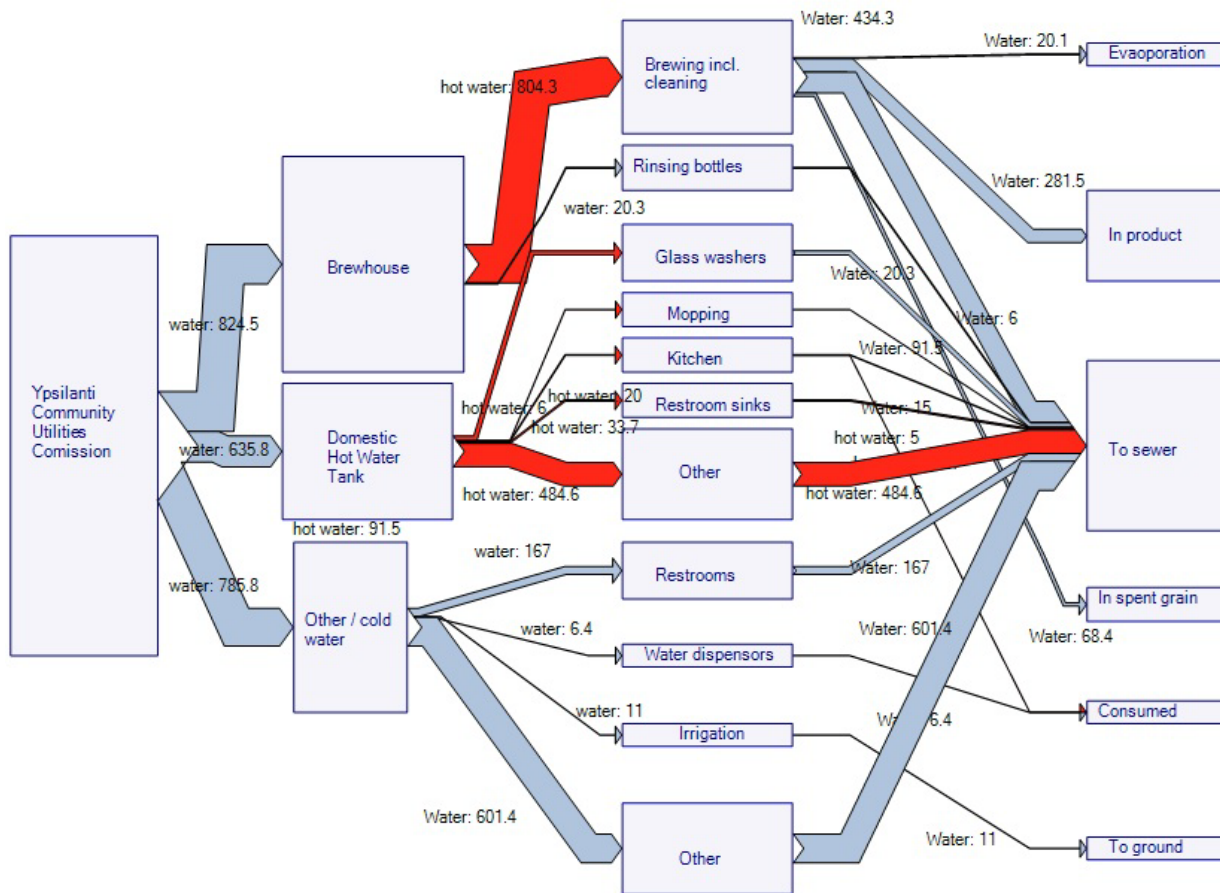 Water: 434.3
Water: 20.1
Evaoporation
Brewing incl.
cleaning
hot water: 804.3
Rinsing bottles
Water: 281.5
water: 20.3
In product
Glass washers
Brewhouse
Water: 20.3
Mopping
water: 824.5
Water: 6
Kitchen
Water: 91.5
Ypsilanti
Community
Utilities
Comission
hot water: 6
hot water: 20
Restroom sinks
Water: 15
hot water: 33.7
Domestic
Hot Water
Tank
water: 635.8
Other
hot water: 5
To sewer
hot water: 484.6
hot water: 484.6
hot water: 91.5
water: 167
water: 785.8
Restrooms
Water: 167
In spent grain
Other / cold
water
water: 6.4
Water: 601.4
Water: 68.4
Water dispensors
water: 11
Consumed
Irrigation
6.4
Water: 601.4
Water: 11
To ground
Other